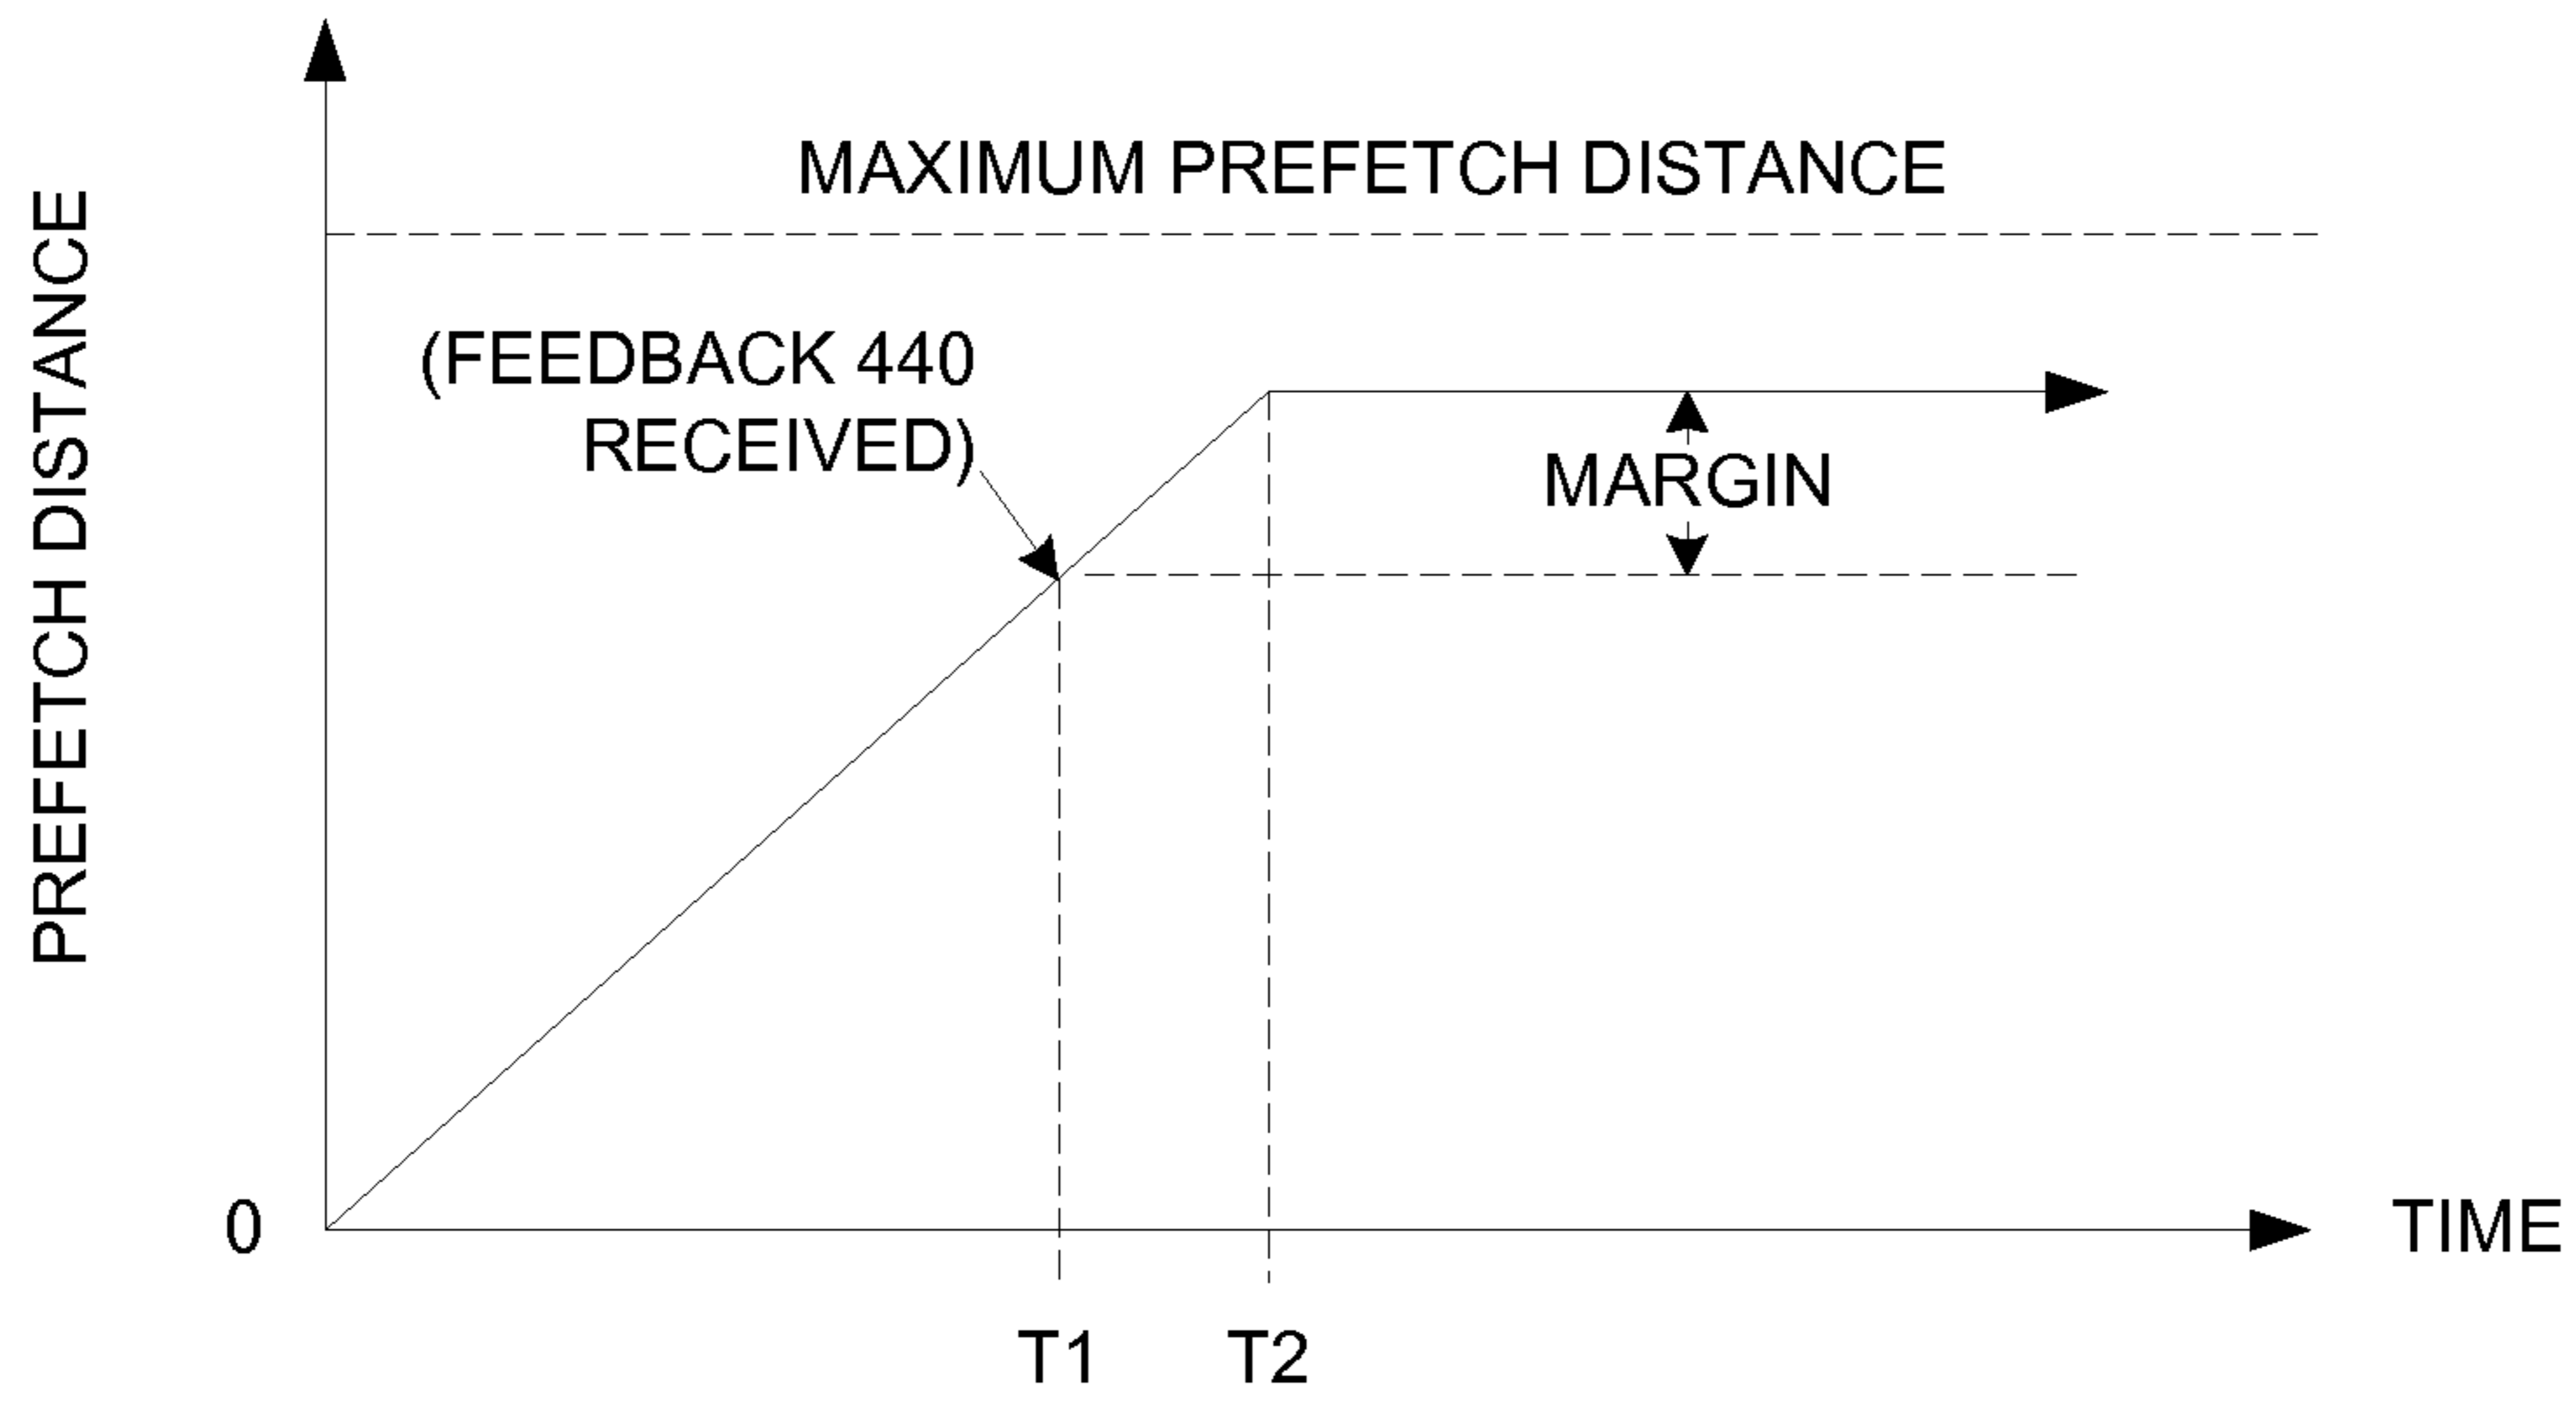 PREFETCH DISTANCE
MAXIMUM PREFETCH DISTANCE
(FEEDBACK 440
RECEIVED)
MARGIN
0
TIME
T1
T2